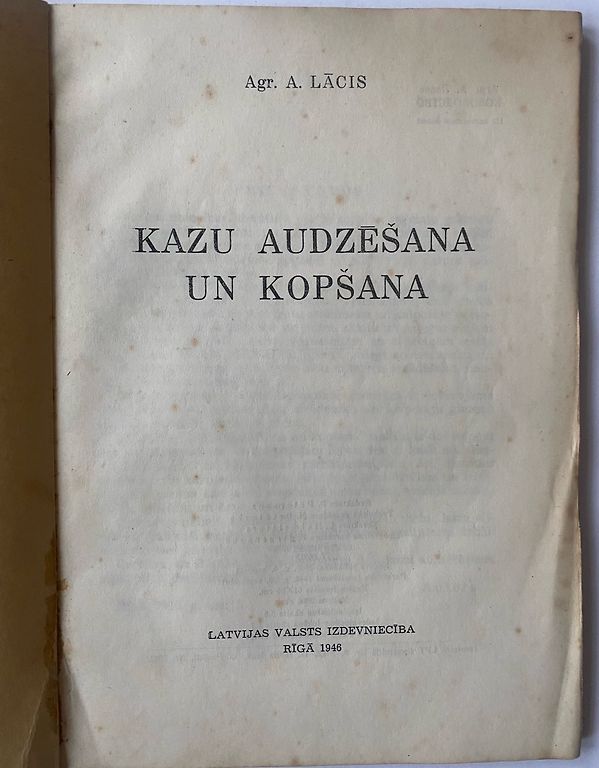 Agr. A. LĀCIS
KAZU AUDZĒŠANA
UN KOPŠANA
LATVIJAS VALSTS IZDEVNIECĪBA
RĪGĀ 1946